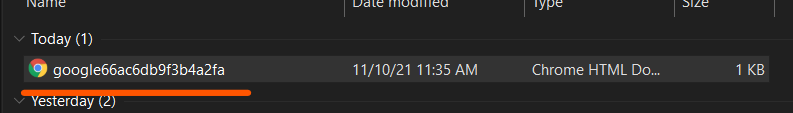 Name Date modified Type Size
Today (1)
google66ac6db9f3b4a2fa 11/10/21 11:35 AM Chrome HTML Do... 1 KB
Yesterday (2)